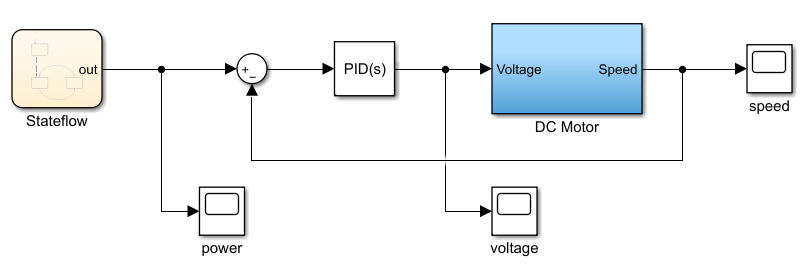 out
Stateflow
+
−
PID(s)
Voltage
Speed
DC Motor
speed
power
voltage